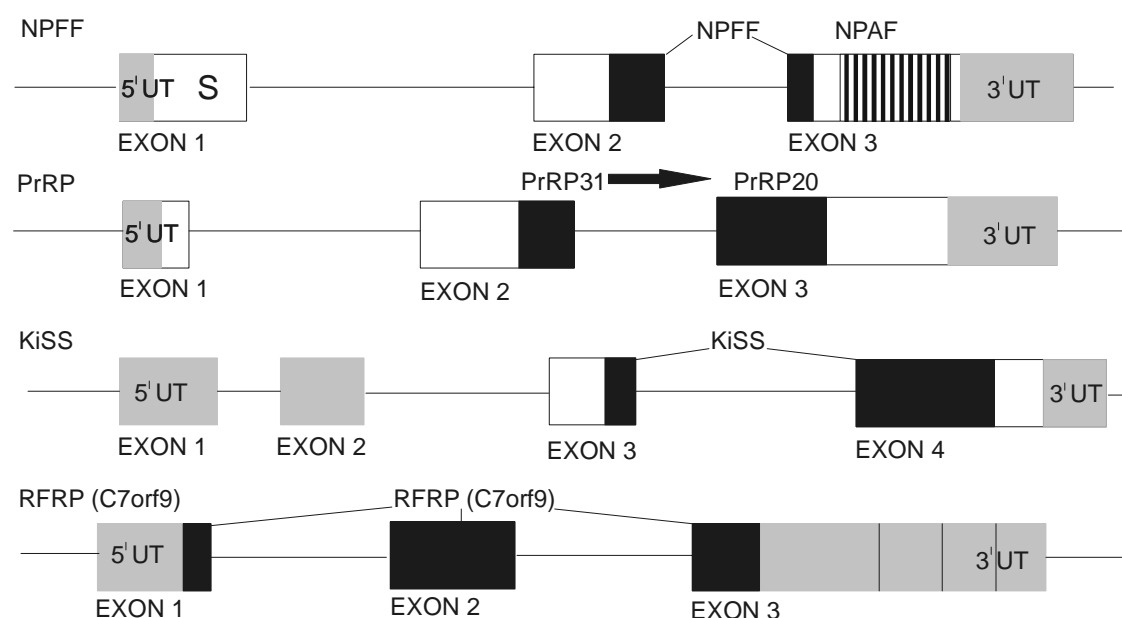 NPFF NPFF NPAF
5' UT S 3' UT
EXON 1 EXON 2 EXON 3
PrRP PrRP31 PrRP20
5' UT 3' UT
EXON 1 EXON 2 EXON 3
KiSS KiSS
5' UT 3' UT
EXON 1 EXON 2 EXON 3 EXON 4
RFRP (C7orf9) RFRP (C7orf9)
5' UT 3' UT
EXON 1 EXON 2 EXON 3